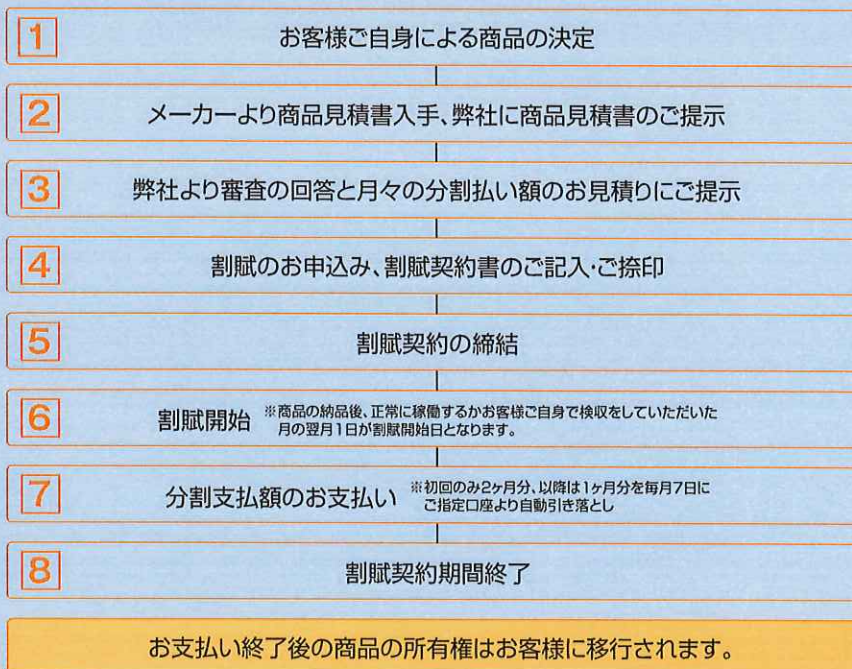 1 お客様ご自身による商品の決定
2 メーカーより商品見積書入手、弊社に商品見積書のご提示
3 弊社より審査の回答と月々の分割払い額のお見積りにご提示
4 割賦のお申込み、割賦契約書のご記入・ご捺印
5 割賦契約の締結
6 割賦開始 ※商品の納品後、正常に稼働するかお客様ご自身で検収をしていただいた
月の翌月1日が割賦開始日となります。
7 分割支払額のお支払い ※初回のみ2ヶ月分、以降は1ヶ月分を毎月7日に
ご指定口座より自動引き落とし
8 割賦契約期間終了
お支払い終了後の商品の所有権はお客様に移行されます。